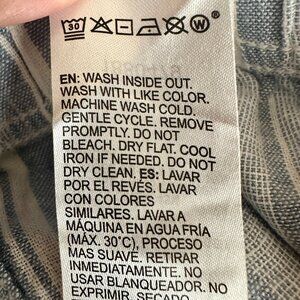 30 W
EN: WASH INSIDE OUT.
WASH WITH LIKE COLOR.
MACHINE WASH COLD.
GENTLE CYCLE. REMOVE
PROMPTLY. DO NOT
BLEACH. DRY FLAT. COOL
IRON IF NEEDED. DO NOT
DRY CLEAN. ES: LAVAR
POR EL REVÉS. LAVAR
CON COLORES
SIMILARES. LAVAR A
MÁQUINA EN AGUA FRÍA
(MÁX. 30°C), PROCESO
MAS SUAVE. RETIRAR
INMEDIATAMENTE. NO
USAR BLANQUEADOR. NO
EXPRIMIR. SECADO